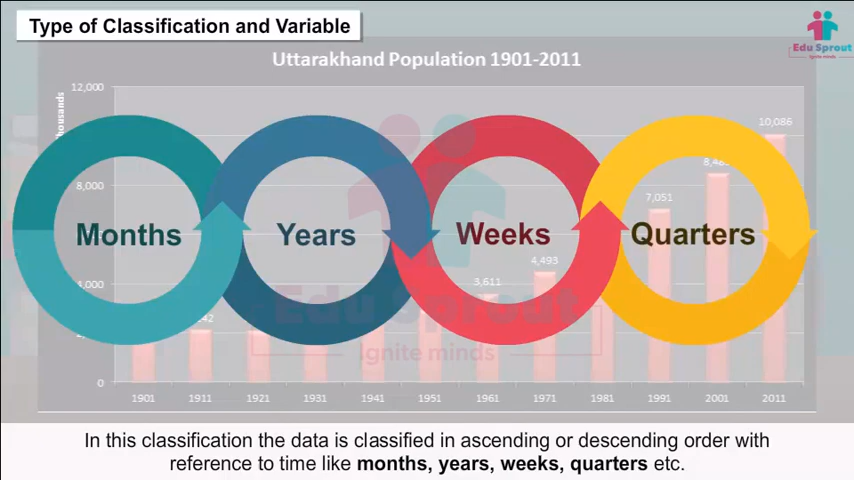 Type of Classification and Variable
Edu Sprout
Ignite minds
Uttarakhand Population 1901-2011
12,000
10,086
8,000
7,051
Months Years Weeks Quarters
4,493
3,611
Edu Sprout
Ignite minds
0
1901 1911 1921 1931 1941 1951 1961 1971 1981 1991 2001 2011
In this classification the data is classified in ascending or descending order with
reference to time like months, years, weeks, quarters etc.